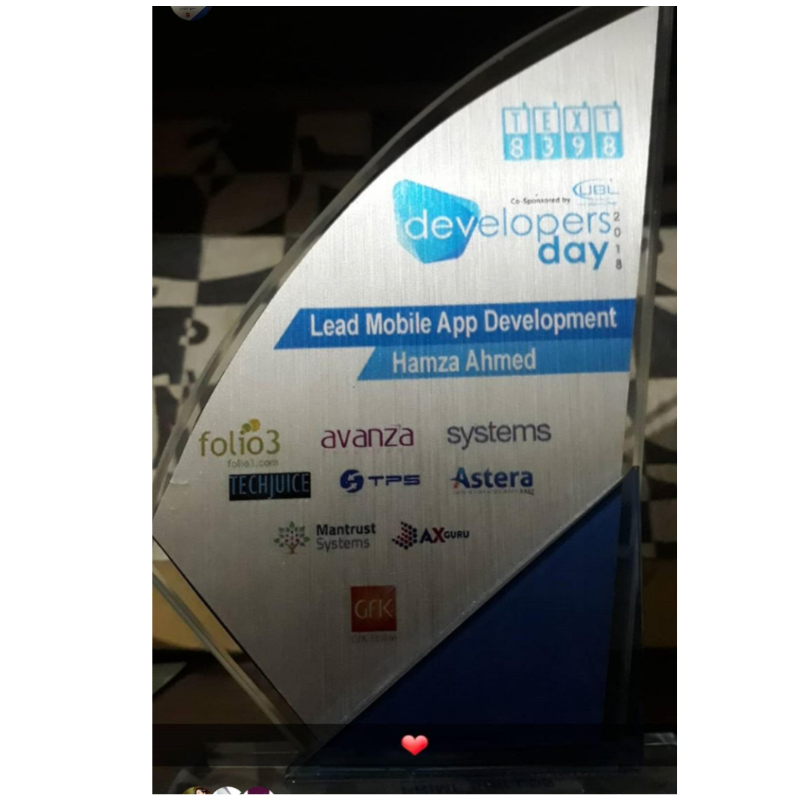 TEXT
8398
Co-Sponsored by UBL
developers
day
2018
Lead Mobile App Development
Hamza Ahmed
folio3
folio3.com
avanza
systems
TECHJUICE
TPS
Astera
Mantrust
Systems
AXGURU
GFK